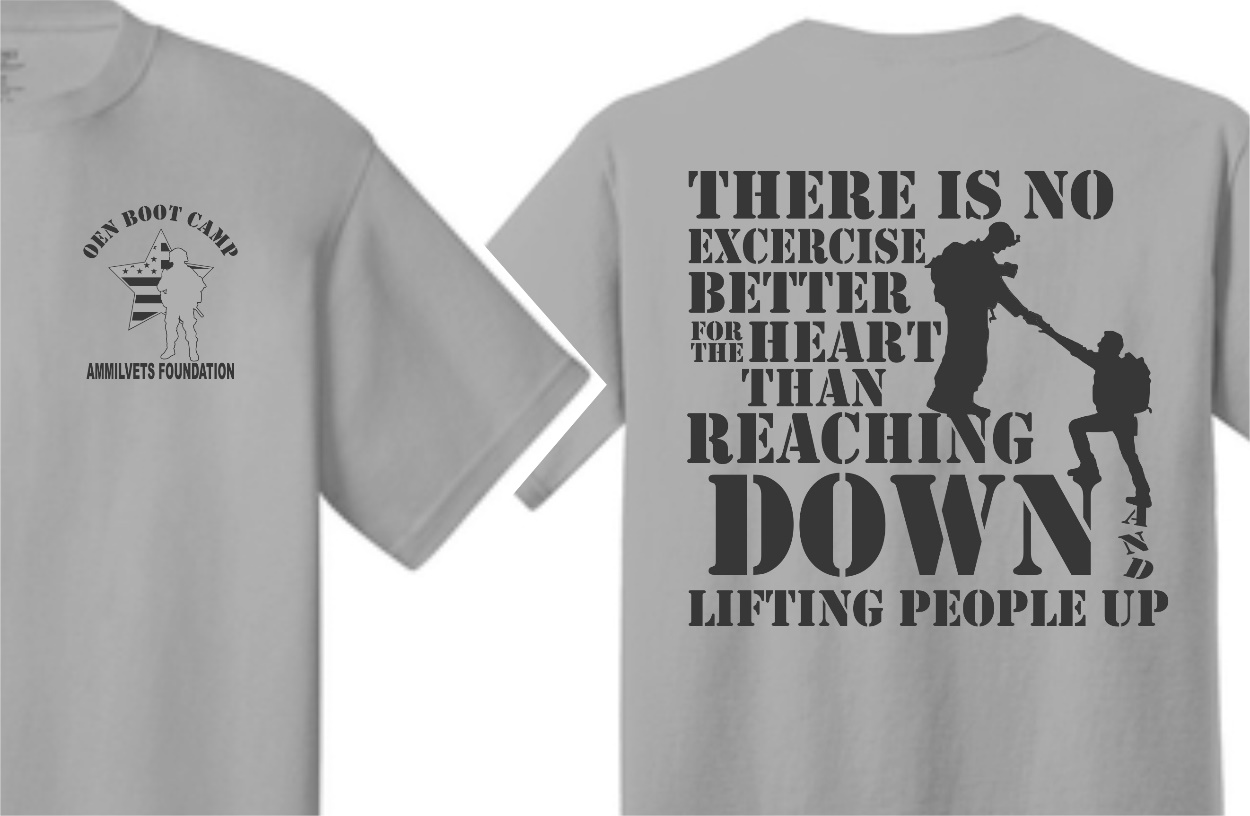 OEN BOOT CAMP
AMMILVETS FOUNDATION
THERE IS NO
EXCERCISE
BETTER
FOR THE HEART
THAN
REACHING
DOWN AND
LIFTING PEOPLE UP